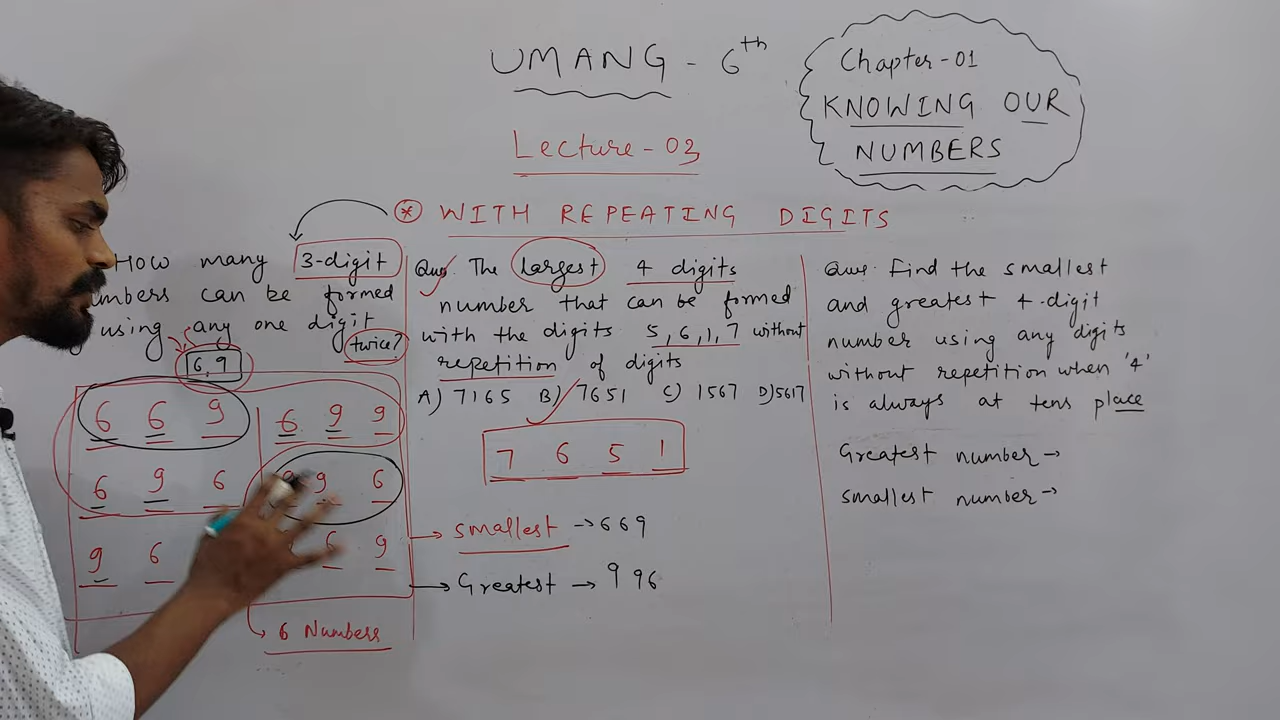 UMANG - 6th
Chapter-01
KNOWING OUR
NUMBERS
Lecture - 03
* WITH REPEATING DIGITS
How many 3-digit
can be formed
using any one digit
twice?
6,9
6 6 9
6 9 9
6 9 6
9 6
9 6
6 9
6 Numbers
Ques. The largest 4 digits
number that can be formed
with the digits 5,6,1,7 without
repetition of digits
A) 7165 B) 7651 C) 1567 D) 5617
7 6 5 1
smallest → 669
Greatest → 996
Ques. Find the smallest
and greatest 4-digit
number using any digits
without repetition when '4'
is always at tens place
Greatest number →
smallest number →